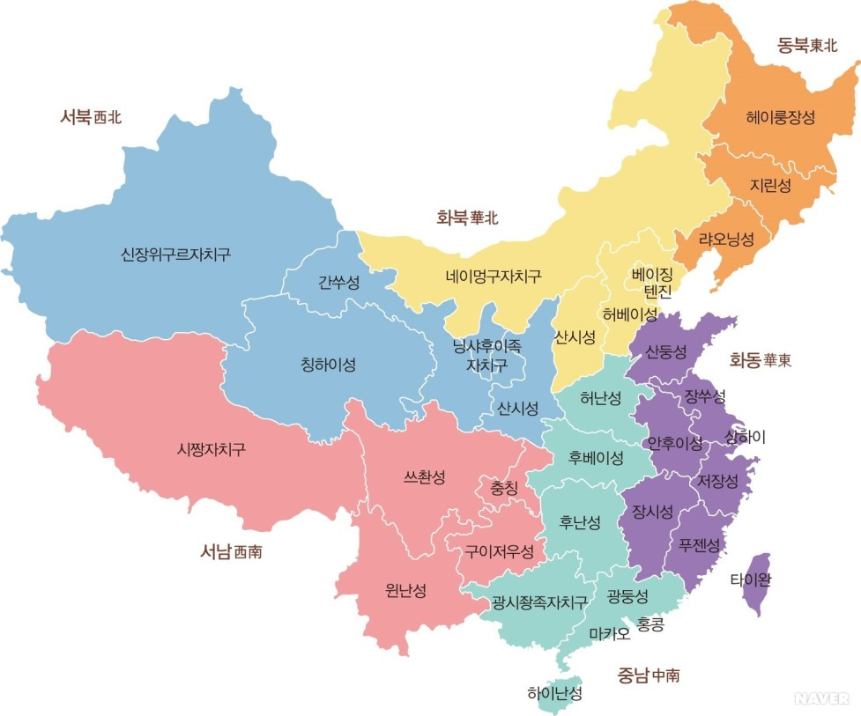 동북東北
헤이룽장성
서북西北
지린성
화북華北
랴오닝성
신장위구르자치구
네이멍구자치구
베이징
톈진
간쑤성
허베이성
산시성
닝샤후이족
자치구
산둥성
화동華東
칭하이성
허난성
장쑤성
산시성
상하이
안후이성
시짱자치구
후베이성
쓰촨성
저장성
충칭
장시성
후난성
푸젠성
서남西南
구이저우성
타이완
윈난성
광시좡족자치구
광둥성
홍콩
마카오
중남中南
하이난성
NAVER